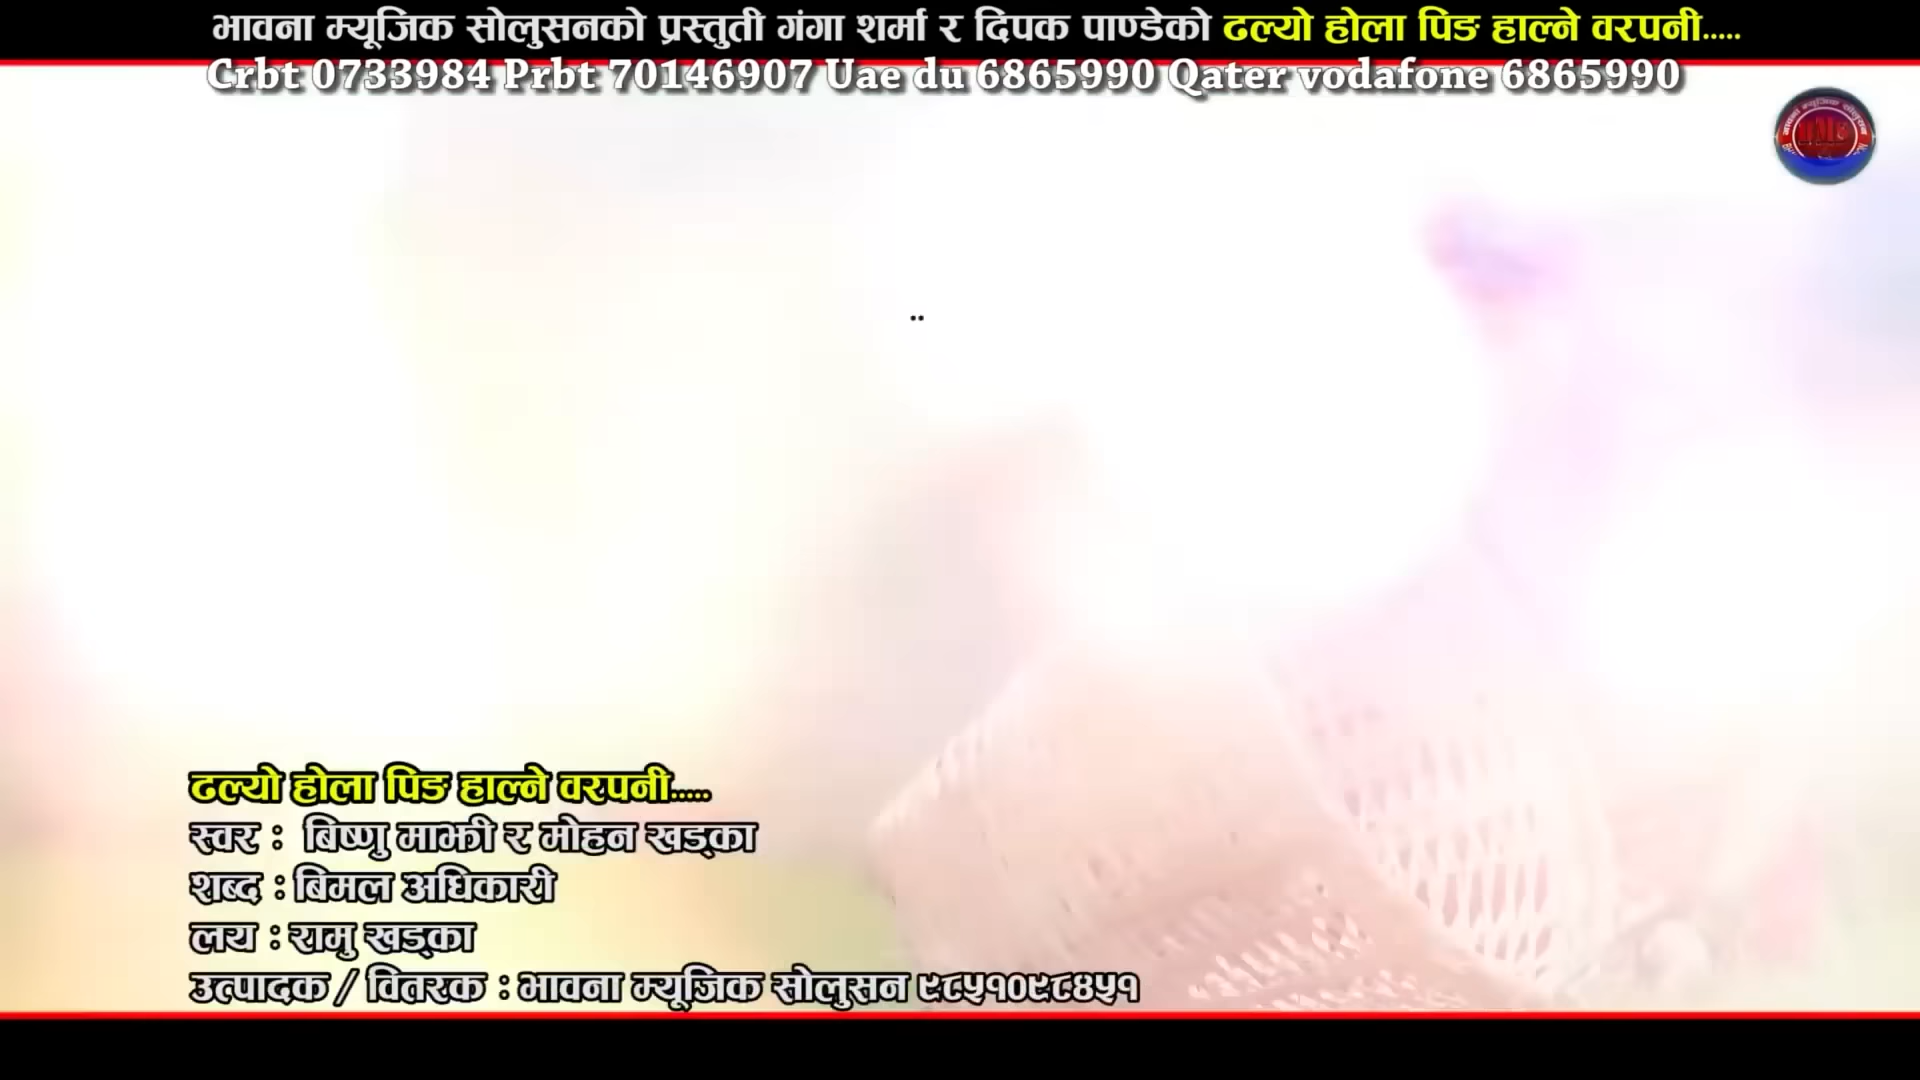 भावना म्यूजिक सोलुसनको प्रस्तुती गंगा शर्मा र दिपक पाण्डेको ढल्यो होला पिङ हाल्ने वरपनी.....
Crbt 0733984 Prbt 70146907 Uae du 6865990 Qater vodafone 6865990
..
ढल्यो होला पिङ हाल्ने वरपनी.....
स्वर : बिष्णु माझी र मोहन खड्का
शब्द : बिमल अधिकारी
लय : रामु खड्का
उत्पादक / वितरक : भावना म्यूजिक सोलुसन ९८५१०९८४५१